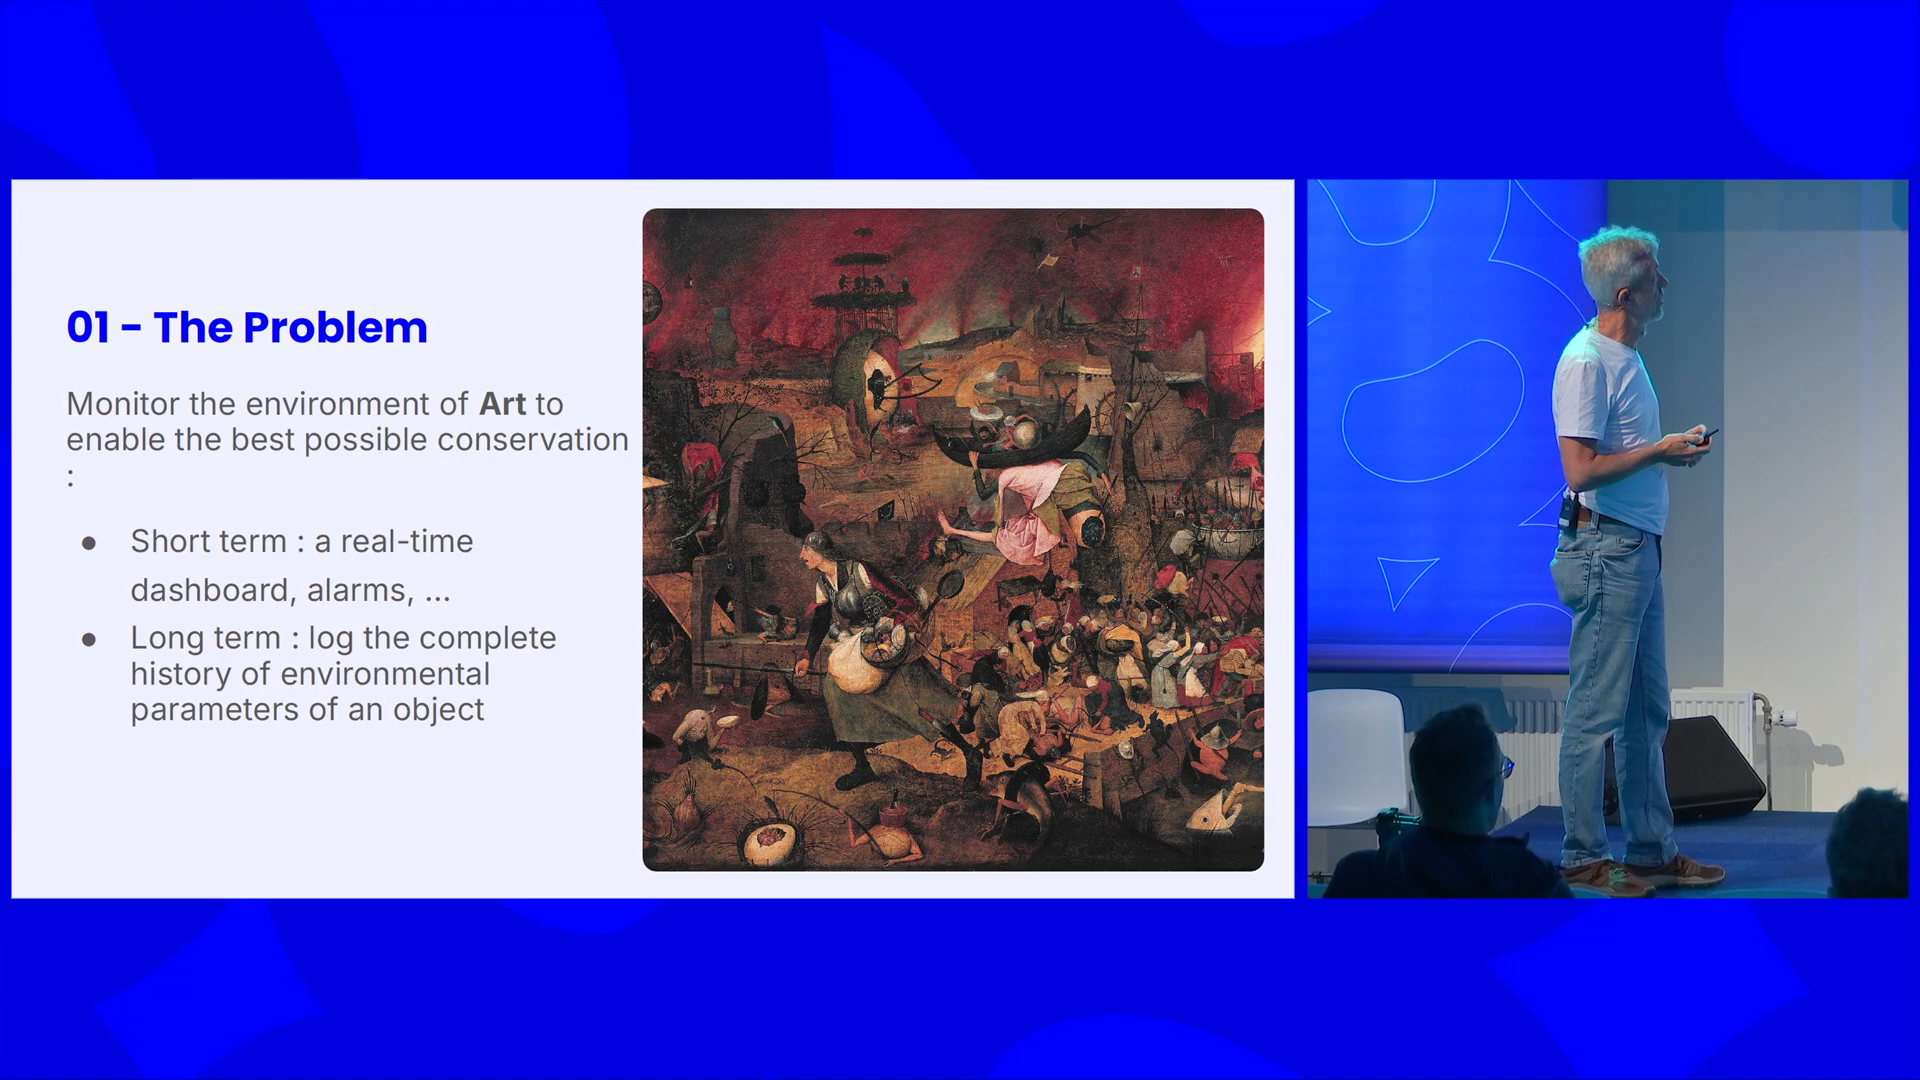 01 - The Problem
Monitor the environment of Art to
enable the best possible conservation
:
● Short term : a real-time
dashboard, alarms, ...
● Long term : log the complete
history of environmental
parameters of an object